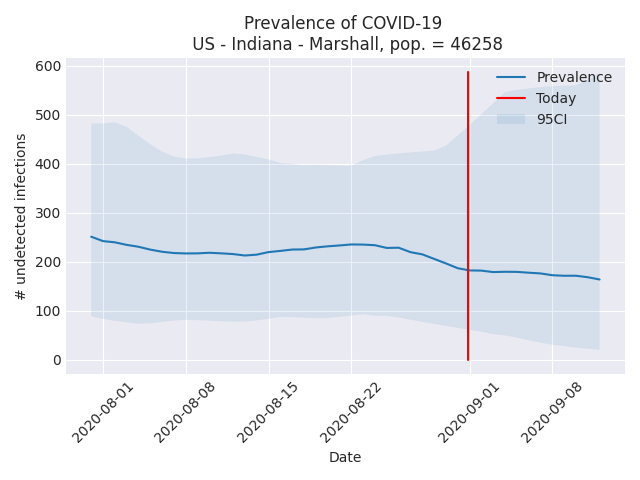 Prevalence of COVID-19
US - Indiana - Marshall, pop. = 46258
600
500
400
300
200
100
0
# undetected infections
Prevalence
Today
95CI
2020-08-01
2020-08-08
2020-08-15
2020-08-22
2020-09-01
2020-09-08
Date